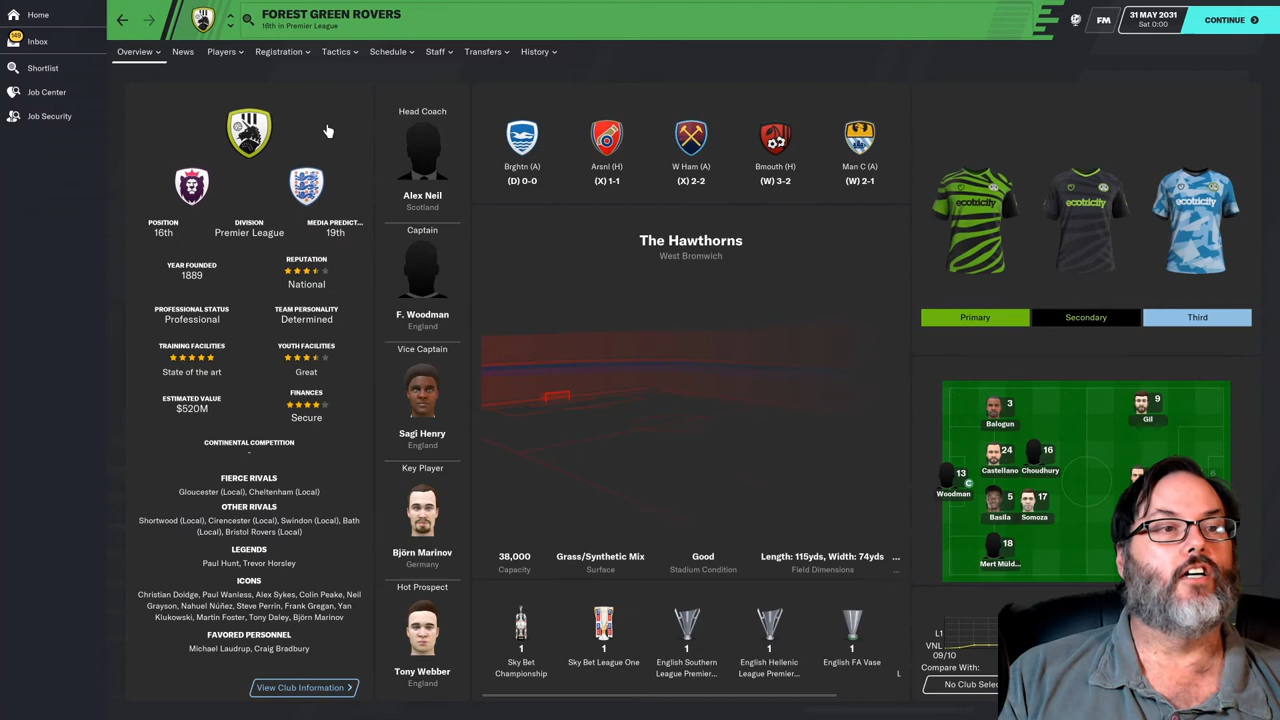 Home
FOREST GREEN ROVERS
16th in Premier League
31 MAY 2031
Sat 0:00
FM
CONTINUE
149
Inbox
Shortlist
Job Center
Job Security
Overview
News
Players
Registration
Tactics
Schedule
Staff
Transfers
History
POSITION
16th
DIVISION
Premier League
MEDIA PREDICT...
19th
YEAR FOUNDED
1889
REPUTATION
National
PROFESSIONAL STATUS
Professional
TEAM PERSONALITY
Determined
TRAINING FACILITIES
State of the art
YOUTH FACILITIES
Great
ESTIMATED VALUE
$520M
FINANCES
Secure
CONTINENTAL COMPETITION
-
FIERCE RIVALS
Gloucester (Local), Cheltenham (Local)
OTHER RIVALS
Shortwood (Local), Cirencester (Local), Swindon (Local), Bath
(Local), Bristol Rovers (Local)
LEGENDS
Paul Hunt, Trevor Horsley
ICONS
Christian Doidge, Paul Wanless, Alex Sykes, Colin Peake, Neil
Grayson, Nahuel Núñez, Steve Perrin, Frank Gregan, Yan
Klukowski, Martin Foster, Tony Daley, Björn Marinov
FAVORED PERSONNEL
Michael Laudrup, Craig Bradbury
View Club Information
Head Coach
Alex Neil
Scotland
Captain
F. Woodman
England
Vice Captain
Sagi Henry
England
Key Player
Björn Marinov
Germany
Hot Prospect
Tony Webber
England
Brghtn (A)
(D) 0-0
Arsnl (H)
(X) 1-1
W Ham (A)
(X) 2-2
Bmouth (H)
(W) 3-2
Man C (A)
(W) 2-1
The Hawthorns
West Bromwich
38,000
Capacity
Grass/Synthetic Mix
Surface
Good
Stadium Condition
Length: 115yds, Width: 74yds
Field Dimensions
...
...
1
Sky Bet
Championship
1
Sky Bet League One
1
English Southern
League Premier...
1
English Hellenic
League Premier...
1
English FA Vase
L
ecotricity
ecotricity
ecotricity
Primary
Secondary
Third
3
Balogun
9
Gil
24
Castellano
16
Choudhury
13
Woodman
C
5
Basila
17
Somoza
18
Mert Müld...
6
L1
VNL
09/10
Compare With:
No Club Selec